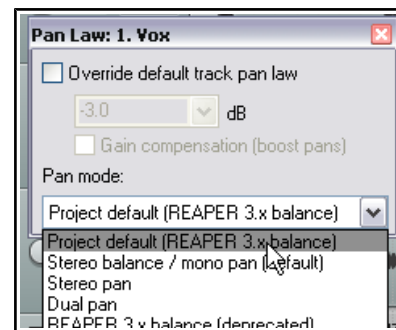 Pan Law: 1. Vox
Override default track pan law
-3.0 dB
Gain compensation (boost pans)
Pan mode:
Project default (REAPER 3.x balance)
Project default (REAPER 3.x balance)
Stereo balance / mono pan (default)
Stereo pan
Dual pan
REAPER 3.x balance (deprecated)